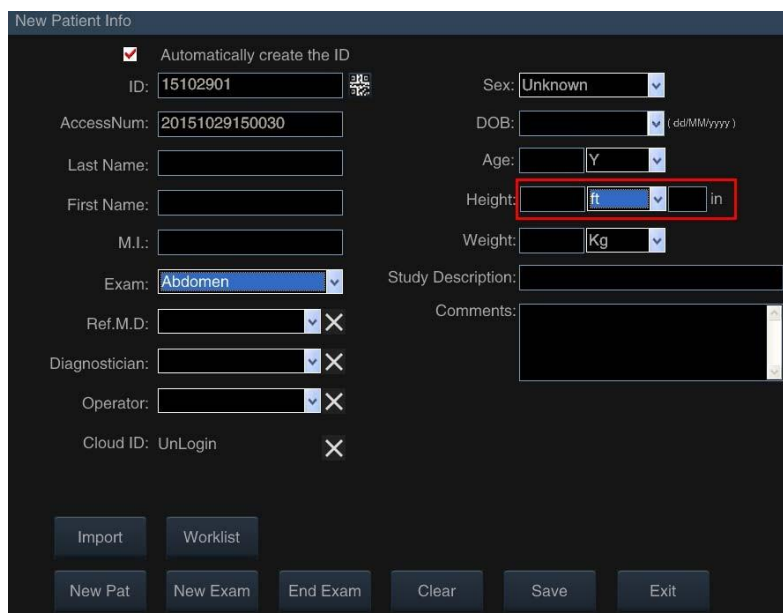 New Patient Info
Automatically create the ID
ID: 15102901
AccessNum: 20151029150030
Last Name:
First Name:
M.I.:
Exam: Abdomen
Ref.M.D:
Diagnostician:
Operator:
Cloud ID: UnLogin
Sex: Unknown
DOB: ( dd/MM/yyyy )
Age: Y
Height: ft in
Weight: Kg
Study Description:
Comments:
Import Worklist
New Pat New Exam End Exam Clear Save Exit